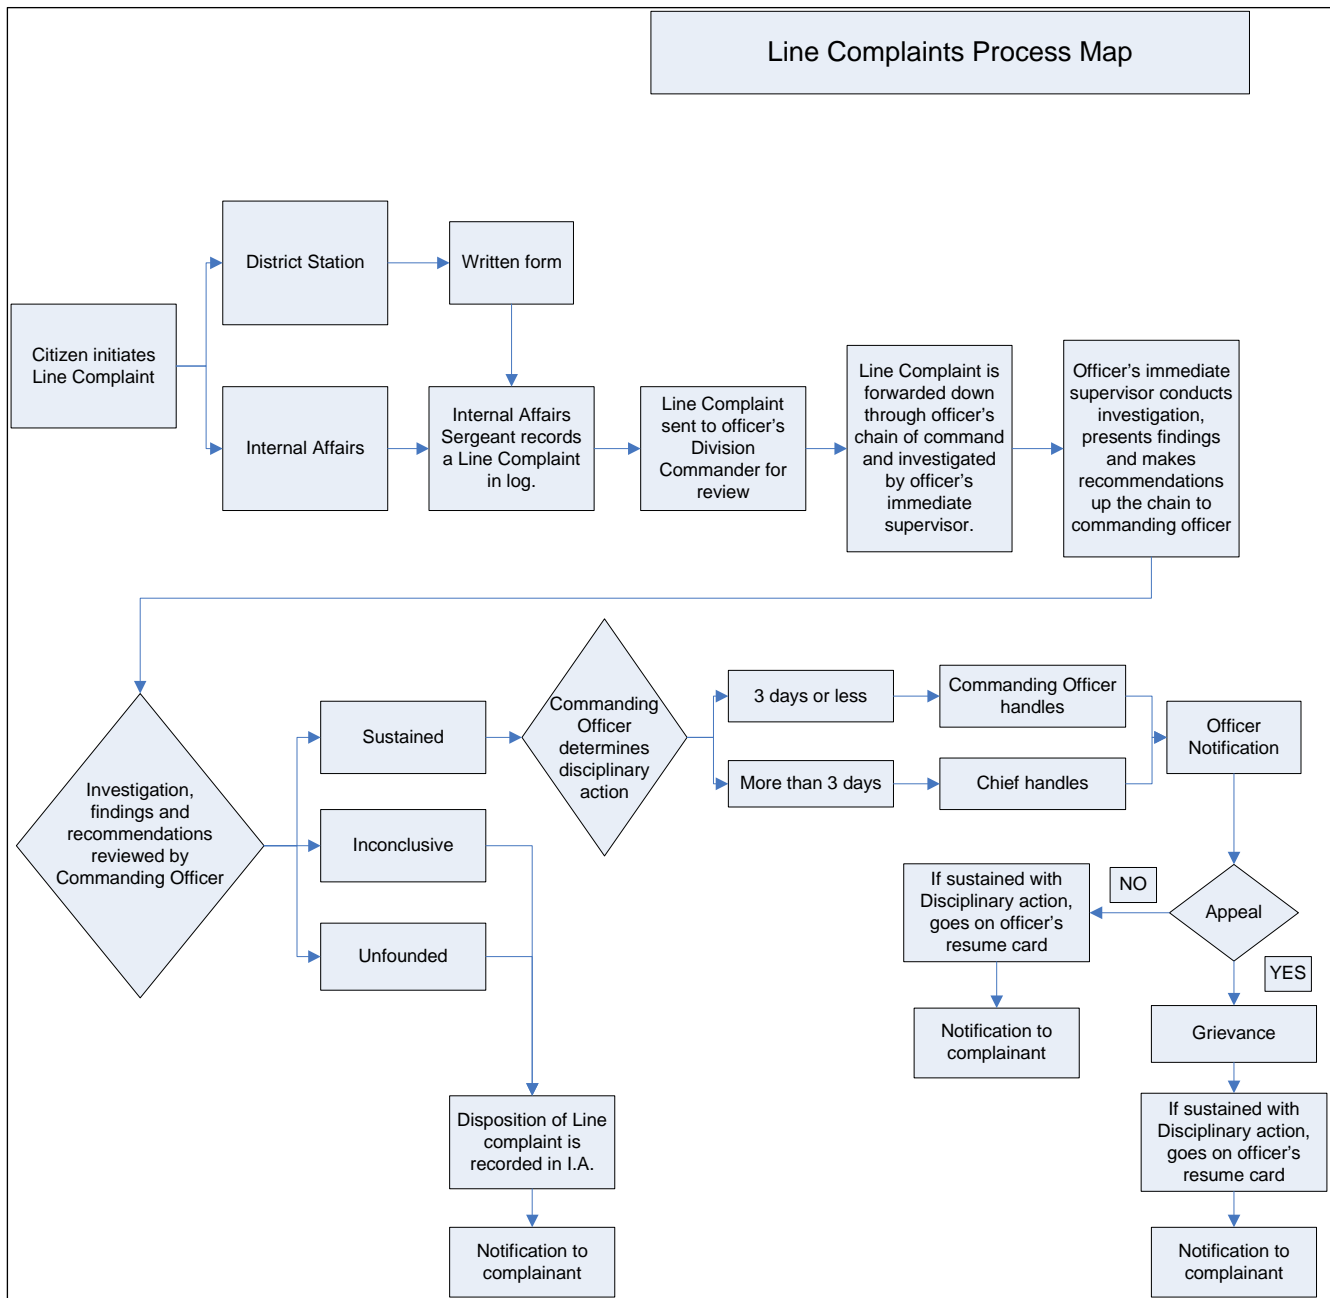 Line Complaints Process Map
District Station
Written form
Citizen initiates
Line Complaint
Internal Affairs
Internal Affairs
Sergeant records
a Line Complaint
in log.
Line Complaint
sent to officer's
Division
Commander for
review
Line Complaint is
forwarded down
through officer's
chain of command
and investigated
by officer's
immediate
supervisor.
Officer's immediate
supervisor conducts
investigation,
presents findings
and makes
recommendations
up the chain to
commanding officer
Investigation,
findings and
recommendations
reviewed by
Commanding Officer
Sustained
Inconclusive
Unfounded
Commanding
Officer
determines
disciplinary
action
3 days or less
More than 3 days
Commanding Officer
handles
Chief handles
Officer
Notification
Appeal
NO
If sustained with
Disciplinary action,
goes on officer's
resume card
Notification to
complainant
YES
Grievance
If sustained with
Disciplinary action,
goes on officer's
resume card
Notification to
complainant
Disposition of Line
complaint is
recorded in I.A.
Notification to
complainant